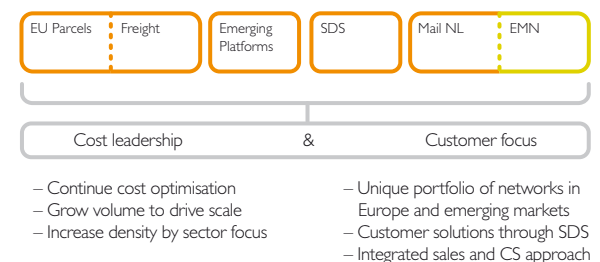 EU Parcels Freight Emerging Platforms SDS Mail NL EMN
Cost leadership & Customer focus
– Continue cost optimisation
– Grow volume to drive scale
– Increase density by sector focus
– Unique portfolio of networks in
Europe and emerging markets
– Customer solutions through SDS
– Integrated sales and CS approach